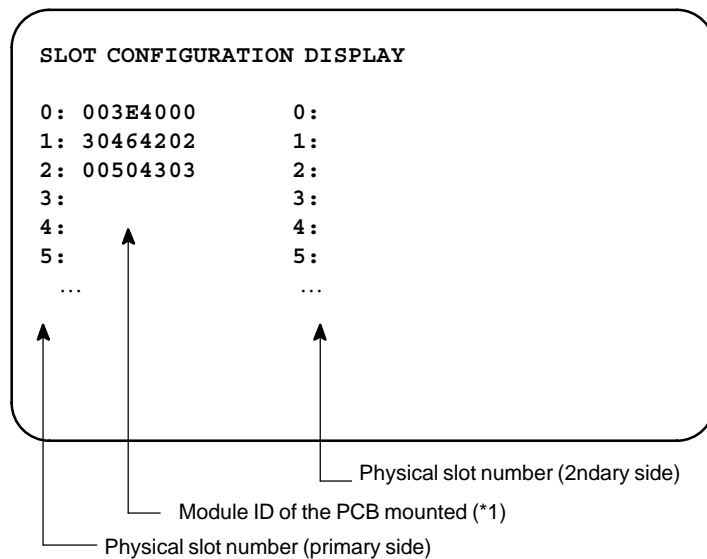 SLOT CONFIGURATION DISPLAY
0: 003E4000 0:
1: 30464202 1:
2: 00504303 2:
3: 3:
4: 4:
5: 5:
... ...
Physical slot number (2ndary side)
Module ID of the PCB mounted (*1)
Physical slot number (primary side)